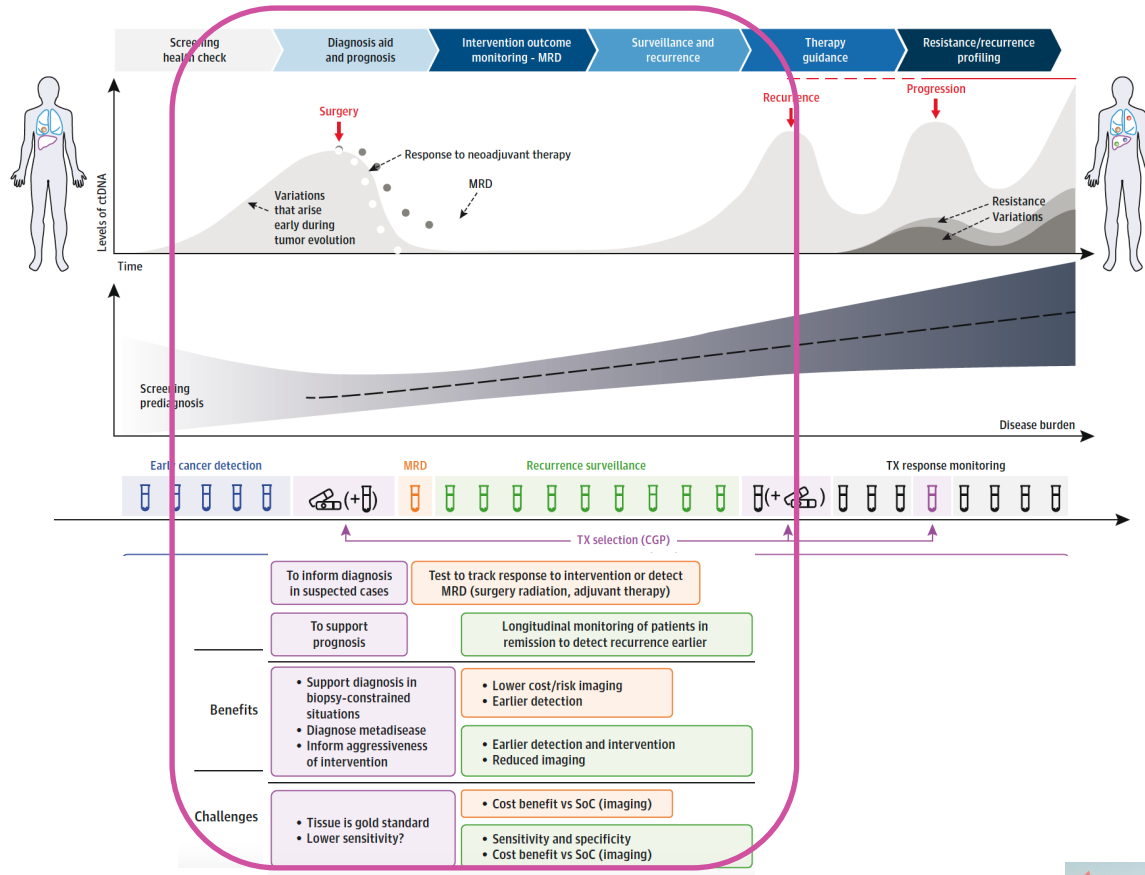 Screening
health check
Diagnosis aid
and prognosis
Intervention outcome
monitoring - MRD
Surveillance and
recurrence
Therapy
guidance
Resistance/recurrence
profiling
Levels of ctDNA
Surgery
Recurrence
Progression
Response to neoadjuvant therapy
MRD
Variations
that arise
early during
tumor evolution
Resistance
Variations
Time
Screening
prediagnosis
Disease burden
Early cancer detection
MRD
Recurrence surveillance
TX response monitoring
(+ )
(+ )
TX selection (CGP)
To inform diagnosis
in suspected cases
Test to track response to intervention or detect
MRD (surgery radiation, adjuvant therapy)
To support
prognosis
Longitudinal monitoring of patients in
remission to detect recurrence earlier
Benefits
• Support diagnosis in
biopsy-constrained
situations
• Diagnose metadisease
• Inform aggressiveness
of intervention
• Lower cost/risk imaging
• Earlier detection
• Earlier detection and intervention
• Reduced imaging
Challenges
• Tissue is gold standard
• Lower sensitivity?
• Cost benefit vs SoC (imaging)
• Sensitivity and specificity
• Cost benefit vs SoC (imaging)